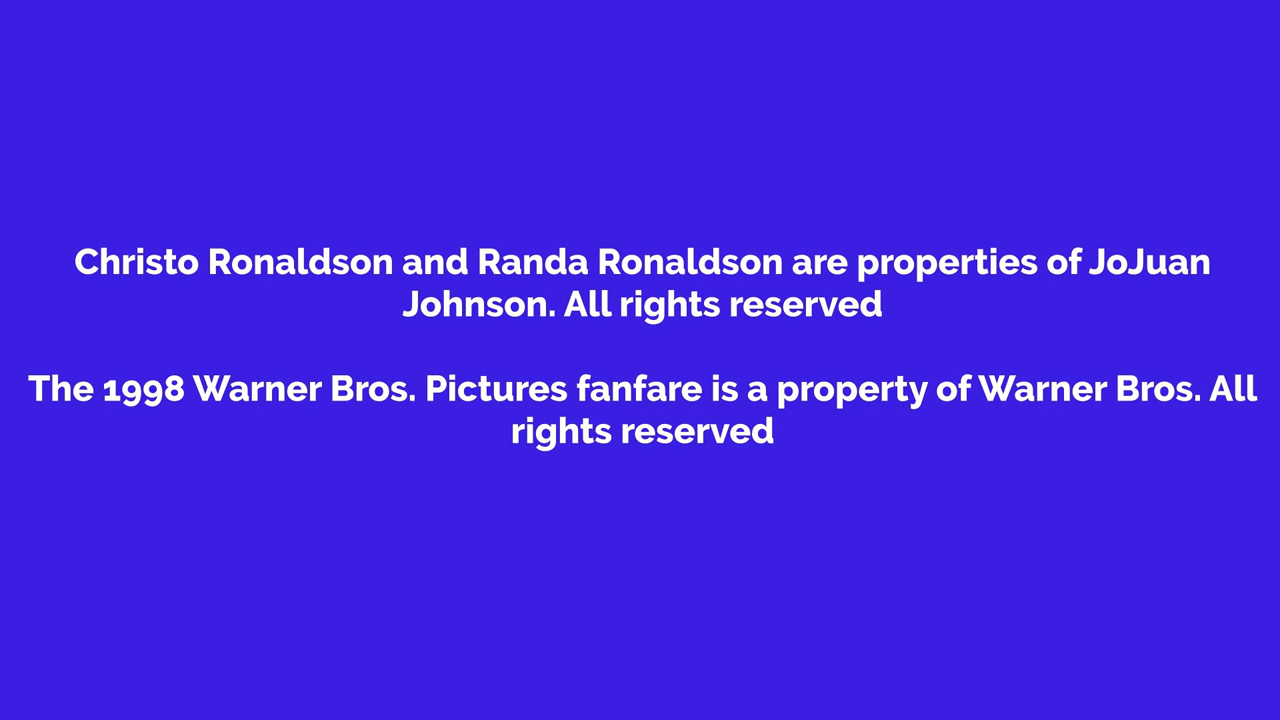 Christo Ronaldson and Randa Ronaldson are properties of JoJuan
Johnson. All rights reserved
The 1998 Warner Bros. Pictures fanfare is a property of Warner Bros. All
rights reserved